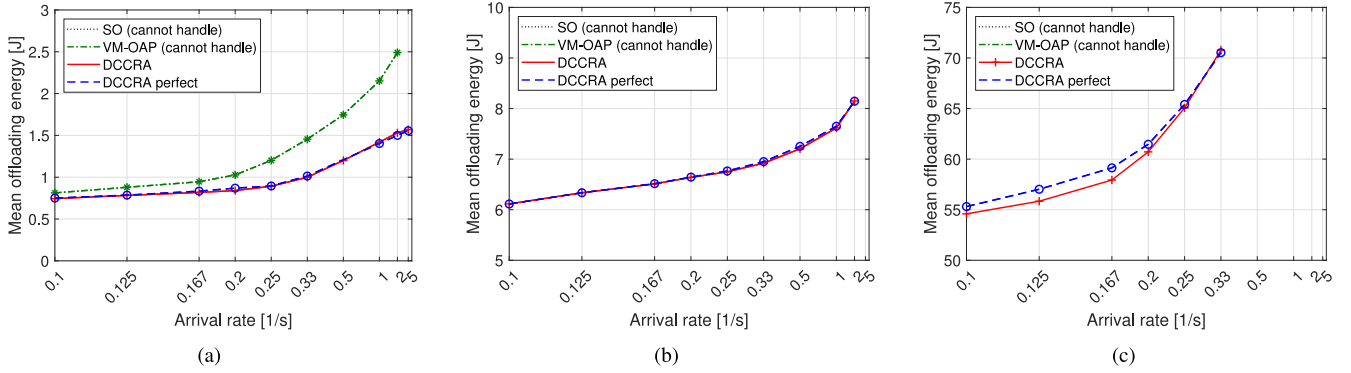 Mean offloading energy [J]
3
2.5
2
1.5
1
0.5
0
SO (cannot handle)
VM-OAP (cannot handle)
DCCRA
DCCRA perfect
0.1
0.125
0.167
0.2
0.25
0.33
0.5
1
2
5
Arrival rate [1/s]
(a)
Mean offloading energy [J]
10
9
8
7
6
5
SO (cannot handle)
VM-OAP (cannot handle)
DCCRA
DCCRA perfect
0.1
0.125
0.167
0.2
0.25
0.33
0.5
1
2
5
Arrival rate [1/s]
(b)
Mean offloading energy [J]
75
70
65
60
55
50
SO (cannot handle)
VM-OAP (cannot handle)
DCCRA
DCCRA perfect
0.1
0.125
0.167
0.2
0.25
0.33
0.5
1
2
5
Arrival rate [1/s]
(c)